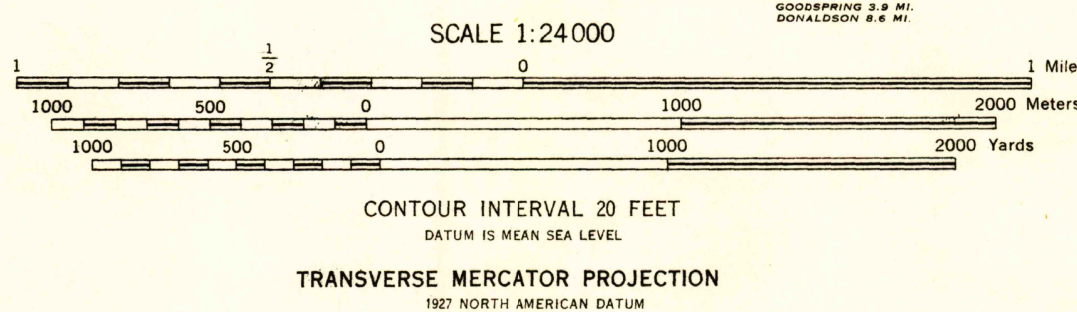 GOODSPRING 3.9 MI.
DONALDSON 8.6 MI.
SCALE 1:24000
1 1/2 0 1 Mile
1000 500 0 1000 2000 Meters
1000 500 0 1000 2000 Yards
CONTOUR INTERVAL 20 FEET
DATUM IS MEAN SEA LEVEL
TRANSVERSE MERCATOR PROJECTION
1927 NORTH AMERICAN DATUM